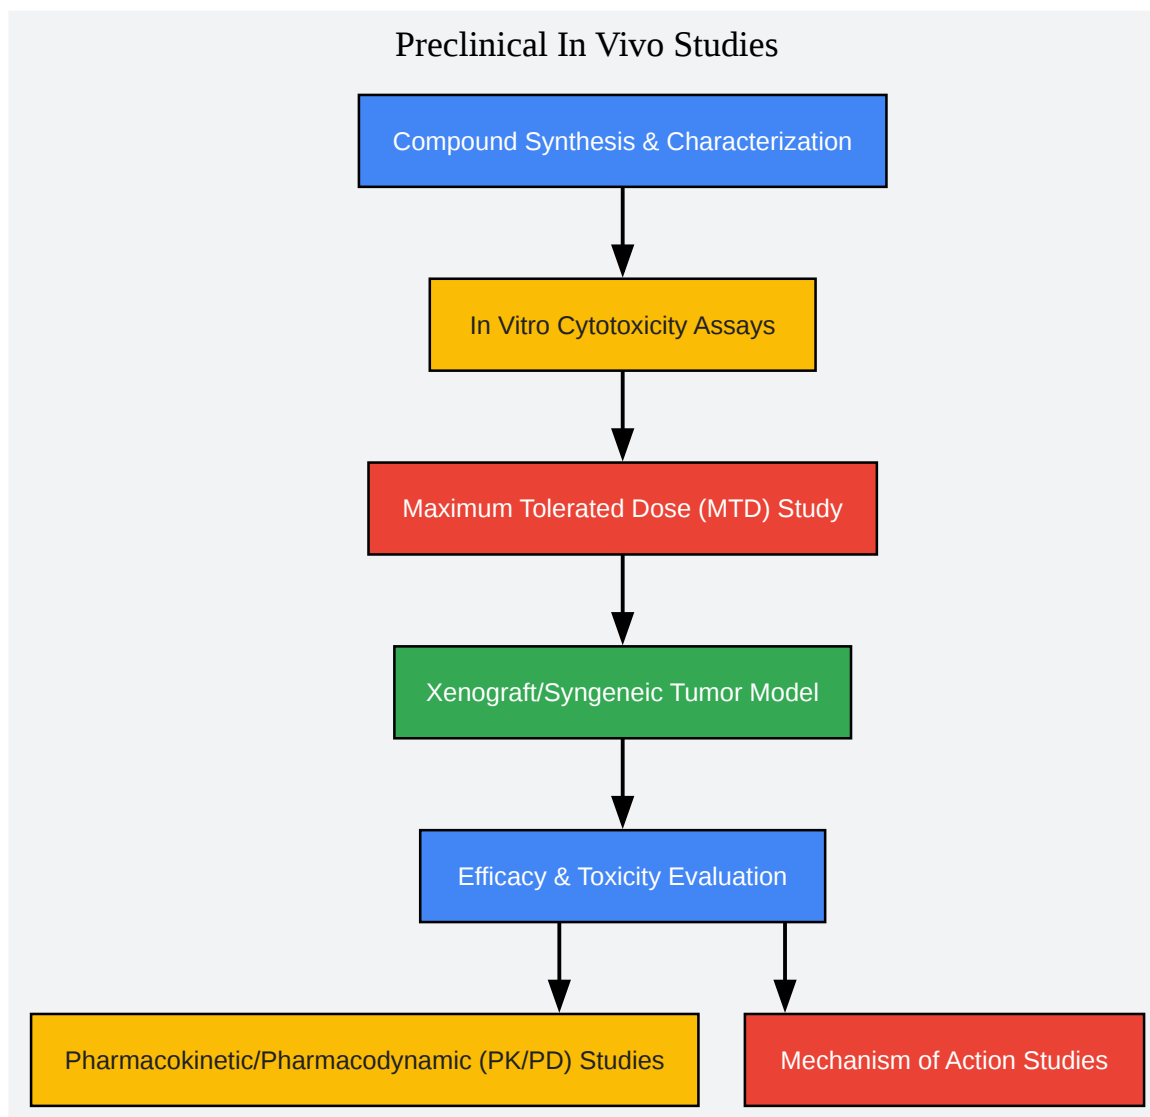 Preclinical In Vivo Studies
Compound Synthesis & Characterization
In Vitro Cytotoxicity Assays
Maximum Tolerated Dose (MTD) Study
Xenograft/Syngeneic Tumor Model
Efficacy & Toxicity Evaluation
Pharmacokinetic/Pharmacodynamic (PK/PD) Studies
Mechanism of Action Studies